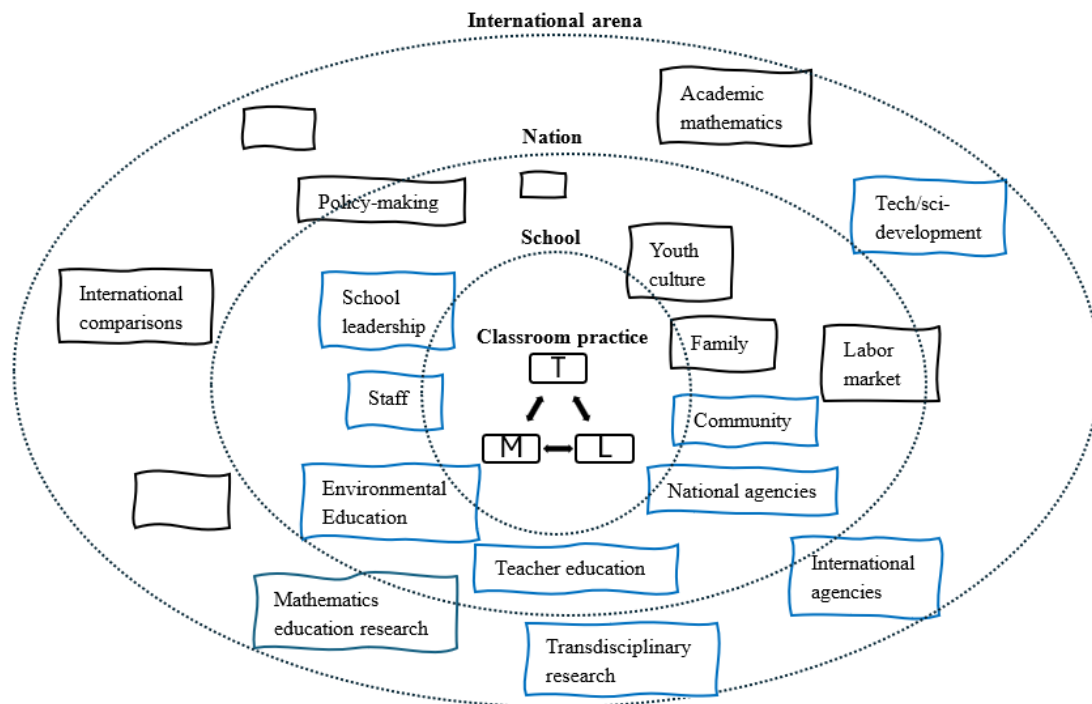 International arena
Academic
mathematics
Nation
Policy-making
Tech/sci-
development
School
Youth
culture
International
comparisons
School
leadership
Classroom practice
Family
Labor
market
T
Staff
Community
M
L
Environmental
Education
National agencies
Teacher education
International
agencies
Mathematics
education research
Transdisciplinary
research